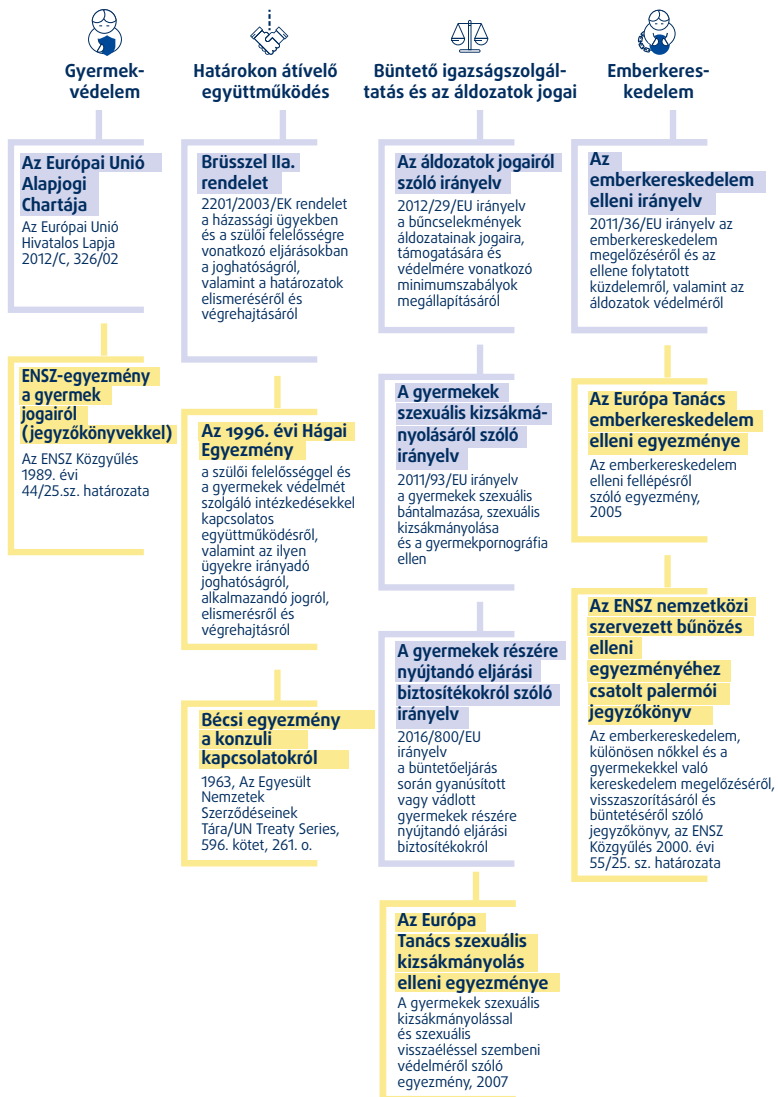 Gyermek-
védelem
Az Európai Unió
Alapjogi
Chartája
Az Európai Unió
Hivatalos Lapja
2012/C, 326/02
ENSZ-egyezmény
a gyermek
jogairól
(jegyzőkönyvekkel)
Az ENSZ Közgyűlés
1989. évi
44/25.sz. határozata
Határokon átívelő
együttműködés
Brüsszel IIa.
rendelet
2201/2003/EK rendelet
a házassági ügyekben
és a szülői felelősségre
vonatkozó eljárásokban
a joghatóságról,
valamint a határozatok
elismeréséről és
végrehajtásáról
Az 1996. évi Hágai
Egyezmény
a szülői felelősséggel és
a gyermekek védelmét
szolgáló intézkedésekkel
kapcsolatos
együttműködésről,
valamint az ilyen
ügyekre irányadó
joghatóságról,
alkalmazandó jogról,
elismerésről és
végrehajtásról
Bécsi egyezmény
a konzuli
kapcsolatokról
1963, Az Egyesült
Nemzetek
Szerződéseinek
Tára/UN Treaty Series,
596. kötet, 261. o.
Büntető igazságszolgál-
tatás és az áldozatok jogai
Az áldozatok jogairól
szóló irányelv
2012/29/EU irányelv
a bűncselekmények
áldozatainak jogaira,
támogatására és
védelmére vonatkozó
minimumszabályok
megállapításáról
A gyermekek
szexuális kizsákmá-
nyolásáról szóló
irányelv
2011/93/EU irányelv
a gyermekek szexuális
bántalmazása, szexuális
kizsákmányolása
és a gyermekpornográfia
ellen
A gyermekek részére
nyújtandó eljárási
biztosítékokról szóló
irányelv
2016/800/EU
irányelv
a büntetőeljárás
során gyanúsított
vagy vádlott
gyermekek részére
nyújtandó eljárási
biztosítékokról
Az Európa
Tanács szexuális
kizsákmányolás
elleni egyezménye
A gyermekek szexuális
kizsákmányolással
és szexuális
visszaéléssel szembeni
védelméről szóló
egyezmény, 2007
Emberkeres-
kedelem
Az
emberkereskedelem
elleni irányelv
2011/36/EU irányelv az
emberkereskedelem
megelőzéséről és az
ellene folytatott
küzdelemről, valamint az
áldozatok védelméről
Az Európa Tanács
emberkereskedelem
elleni egyezménye
Az emberkereskedelem
elleni fellépésről
szóló egyezmény,
2005
Az ENSZ nemzetközi
szervezett bűnözés
elleni
egyezményéhez
csatolt palermói
jegyzőkönyv
Az emberkereskedelem,
különösen nőkkel és a
gyermekekkel való
kereskedelem megelőzéséről,
visszaszorításáról és
büntetéséről szóló
jegyzőkönyv, az ENSZ
Közgyűlés 2000. évi
55/25. sz. határozata